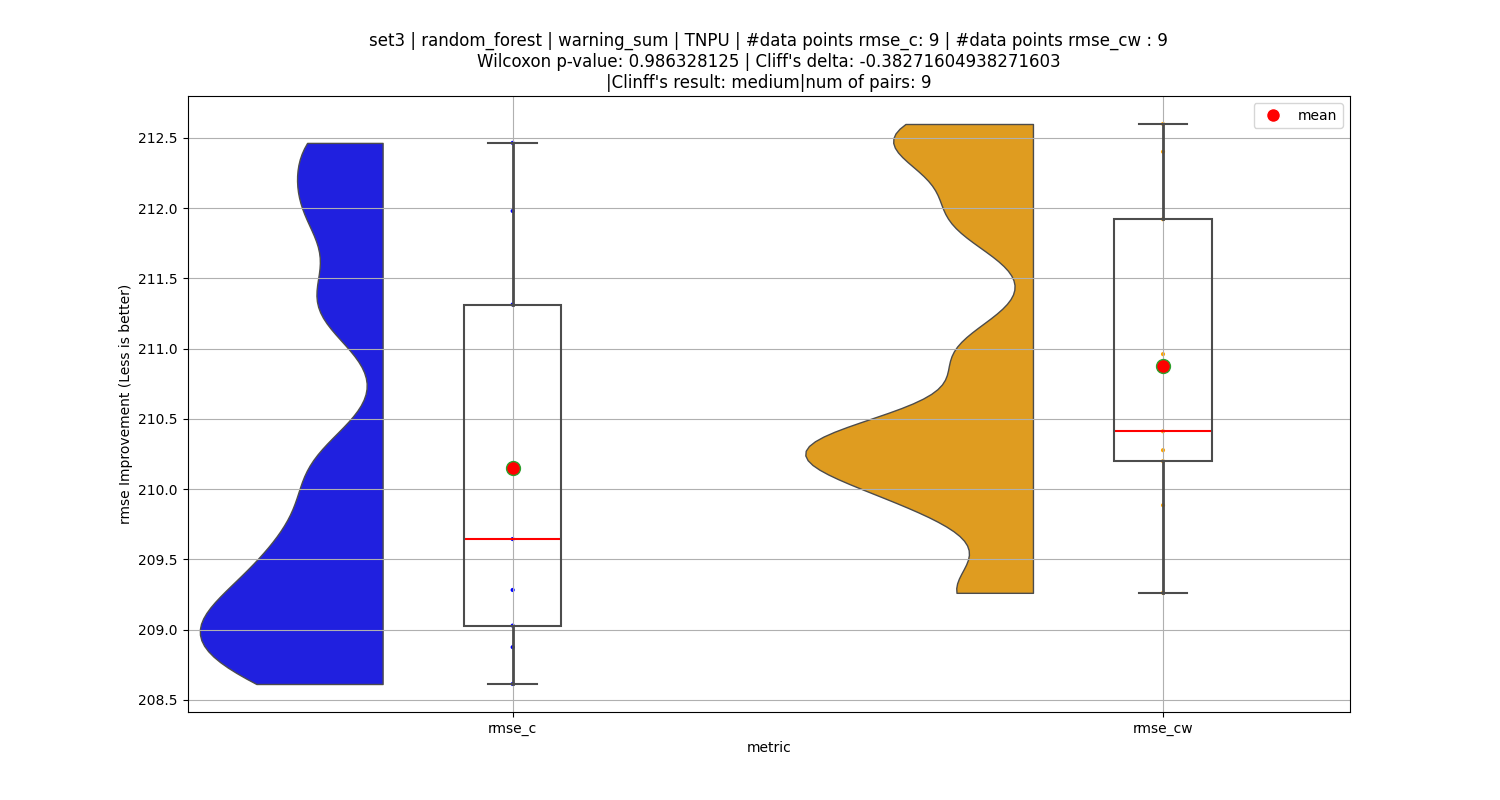 set3 | random_forest | warning_sum | TNPU | #data points rmse_c: 9 | #data points rmse_cw : 9
Wilcoxon p-value: 0.986328125 | Cliff's delta: -0.38271604938271603
|Clinff's result: medium|num of pairs: 9
mean
212.5
212.0
211.5
211.0
210.5
210.0
209.5
209.0
208.5
rmse Improvement (Less is better)
rmse_c
rmse_cw
metric